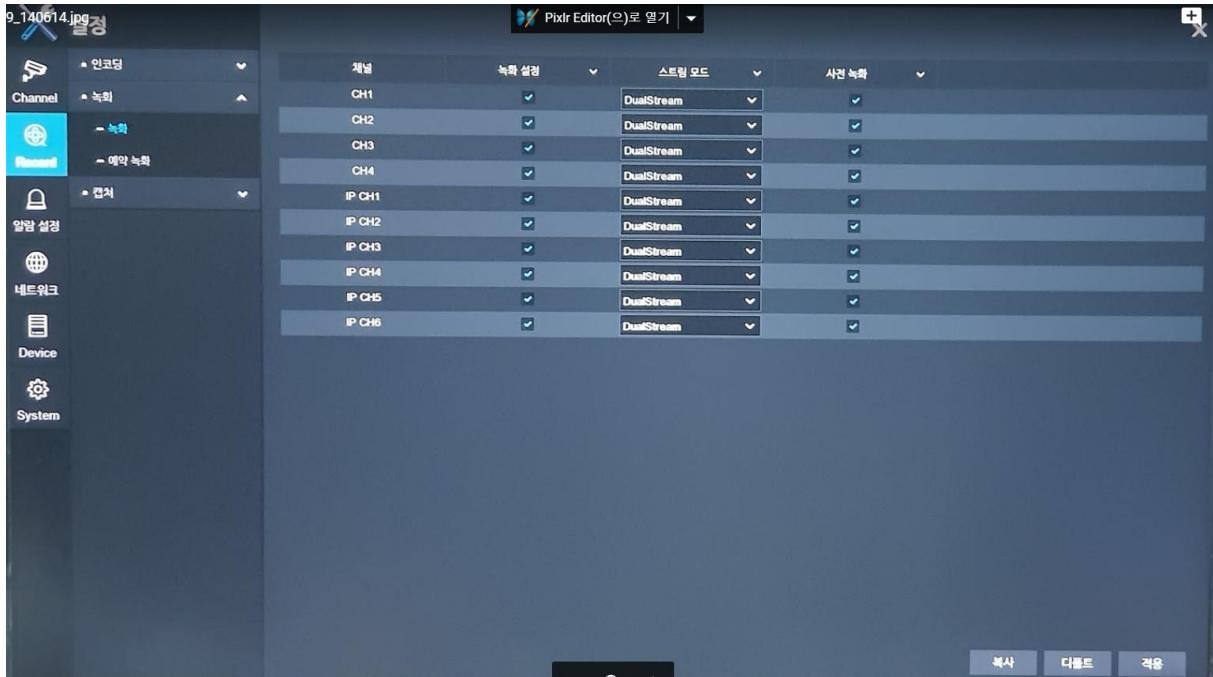 9_140614.jpg
Pixlr Editor(으)로 열기
설정
Channel
Record
알람 설정
네트워크
Device
System
인코딩
녹화
녹화
예약 녹화
캡처
채널 녹화 설정 스트림 모드 사전 녹화
CH1 DualStream
CH2 DualStream
CH3 DualStream
CH4 DualStream
IP CH1 DualStream
IP CH2 DualStream
IP CH3 DualStream
IP CH4 DualStream
IP CH5 DualStream
IP CH6 DualStream
복사 디폴트 적용